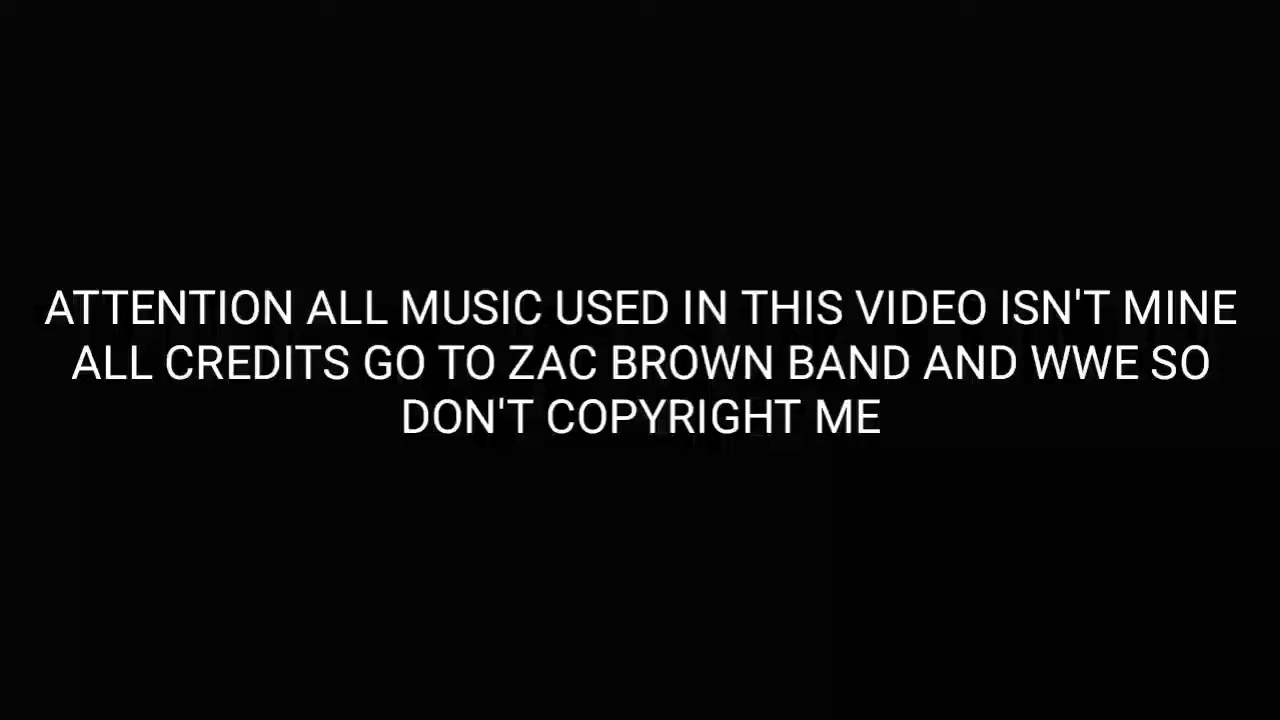 ATTENTION ALL MUSIC USED IN THIS VIDEO ISN'T MINE
ALL CREDITS GO TO ZAC BROWN BAND AND WWE SO
DON'T COPYRIGHT ME